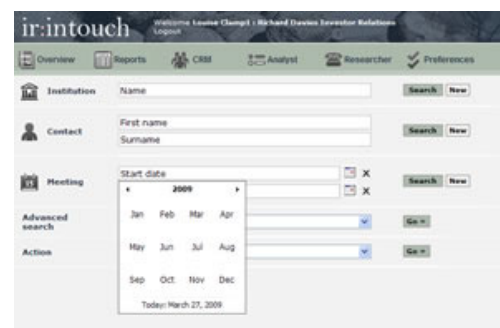 ir:intouch
Welcome Louise Clampt : Richard Davies Investor Relations
Logout
Overview Reports CRM Analyst Researcher Preferences
Institution Name Search New
Contact First name
Surname Search New
Meeting Start date X Search New
X
2009
Jan Feb Mar Apr
May Jun Jul Aug
Sep Oct Nov Dec
Today: March 27, 2009
Advanced
search Go »
Action Go »
15